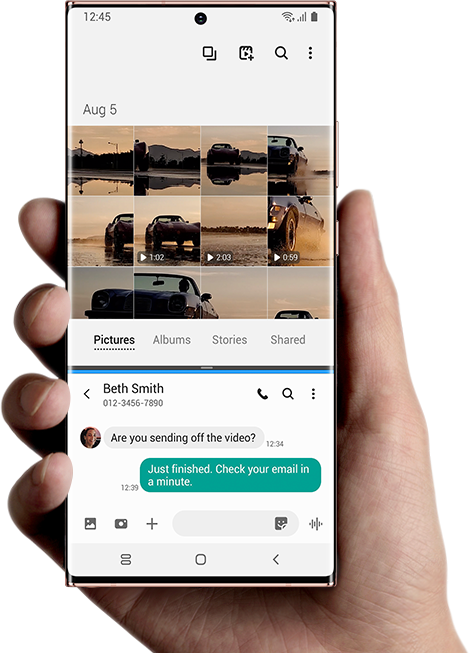 12:45
Aug 5
1:02
2:03
0:59
Pictures Albums Stories Shared
Beth Smith
012-3456-7890
Are you sending off the video?
12:34
Just finished. Check your email in
a minute.
12:39